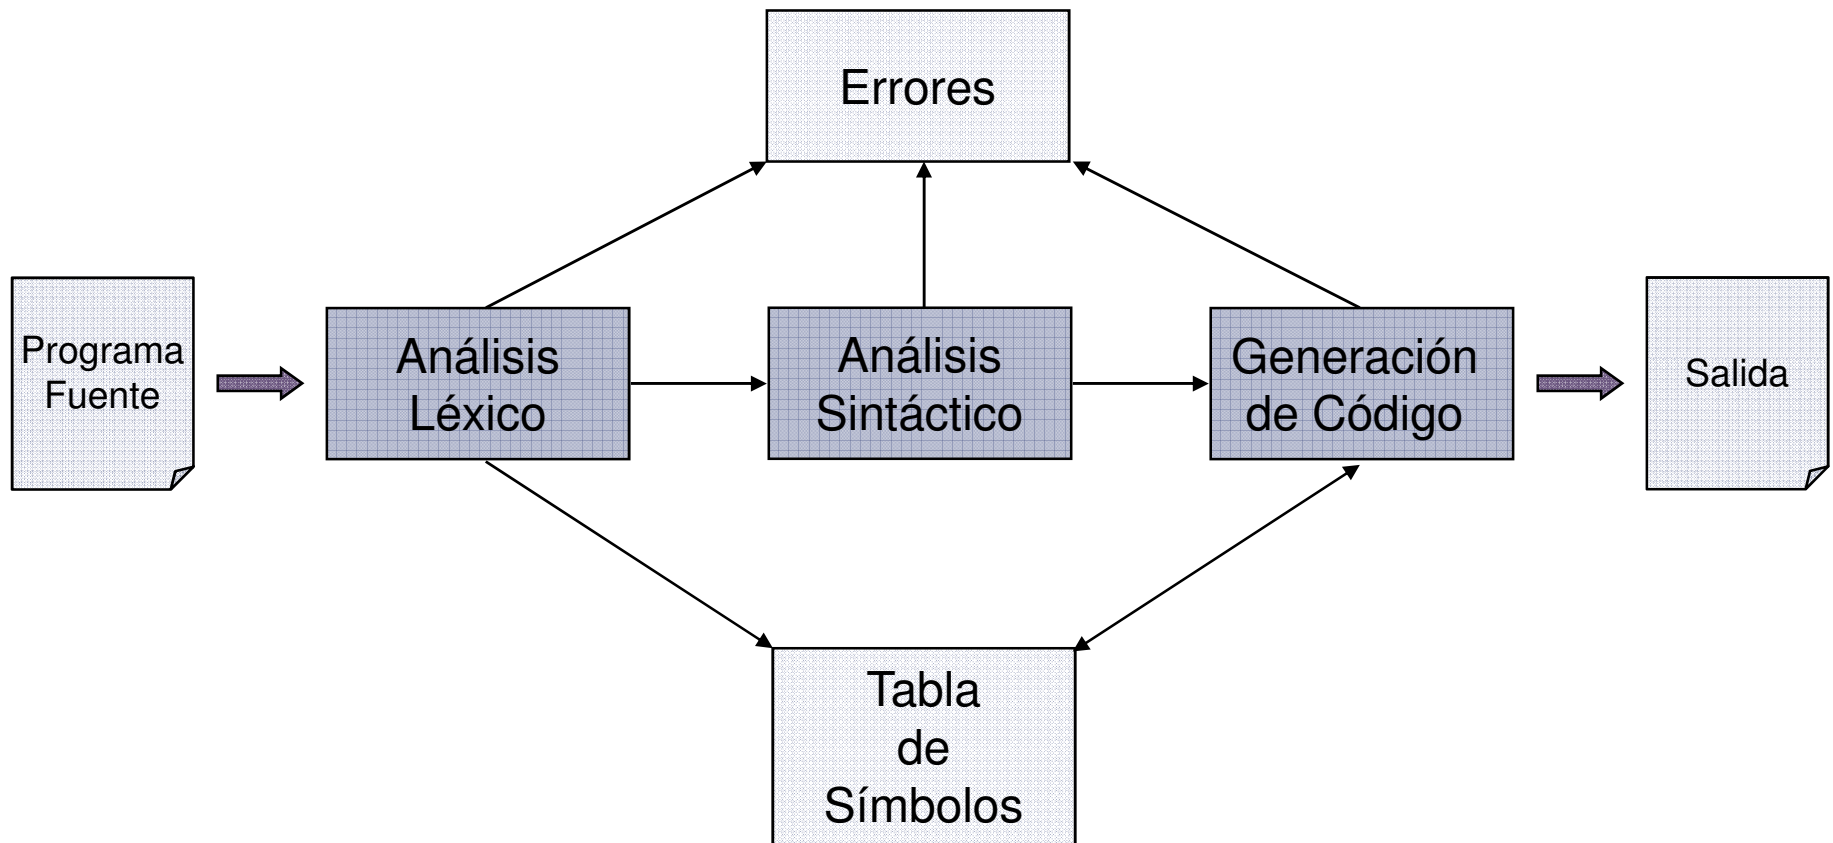 Errores
Programa
Fuente
Análisis
Léxico
Análisis
Sintáctico
Generación
de Código
Salida
Tabla
de
Símbolos